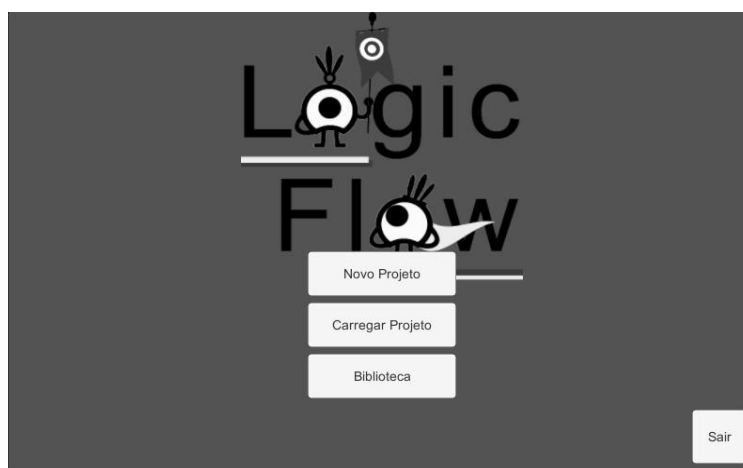 Logic
Flow
Novo Projeto
Carregar Projeto
Biblioteca
Sair